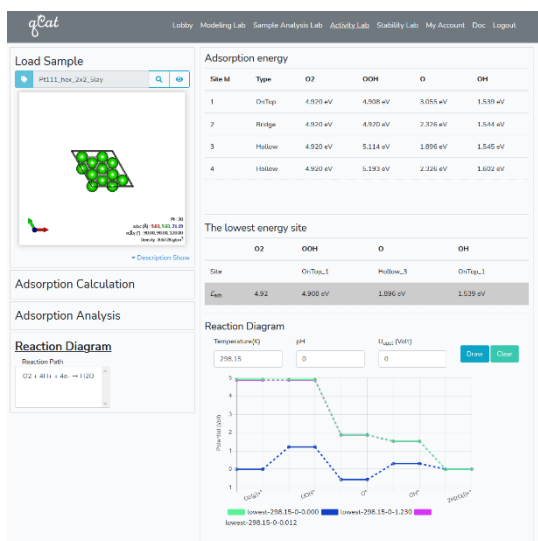 qCat
Lobby Modeling Lab Sample Analysis Lab Activity Lab Stability Lab My Account Doc Logout
Load Sample
Pt111_hex_2x2_5lay
Pt: 20
+ Description Show
Adsorption Calculation
Adsorption Analysis
Reaction Diagram
Reaction Path
O2 + 4H+ + 4e- → H2O
Adsorption energy
Site Id Type O2 OOH O OH
1 OnTop 4.920 eV 4.908 eV 3.055 eV 1.539 eV
2 Bridge 4.920 eV 4.920 eV 2.326 eV 1.544 eV
3 Hollow 4.920 eV 5.114 eV 1.896 eV 1.545 eV
4 Hollow 4.920 eV 5.193 eV 2.326 eV 1.602 eV
The lowest energy site
O2 OOH O OH
Site OnTop_1 Hollow_3 OnTop_1
E_ads 4.92 4.908 eV 1.896 eV 1.539 eV
Reaction Diagram
Temperature(K) pH
298.15 0 0 Draw Clear
Potential (Volt)
5
4
3
2
1
0
1
OOH* O* OH*
lowest-298.15-0-0.000 lowest-298.15-0-1.230
lowest-298.15-0-0.012